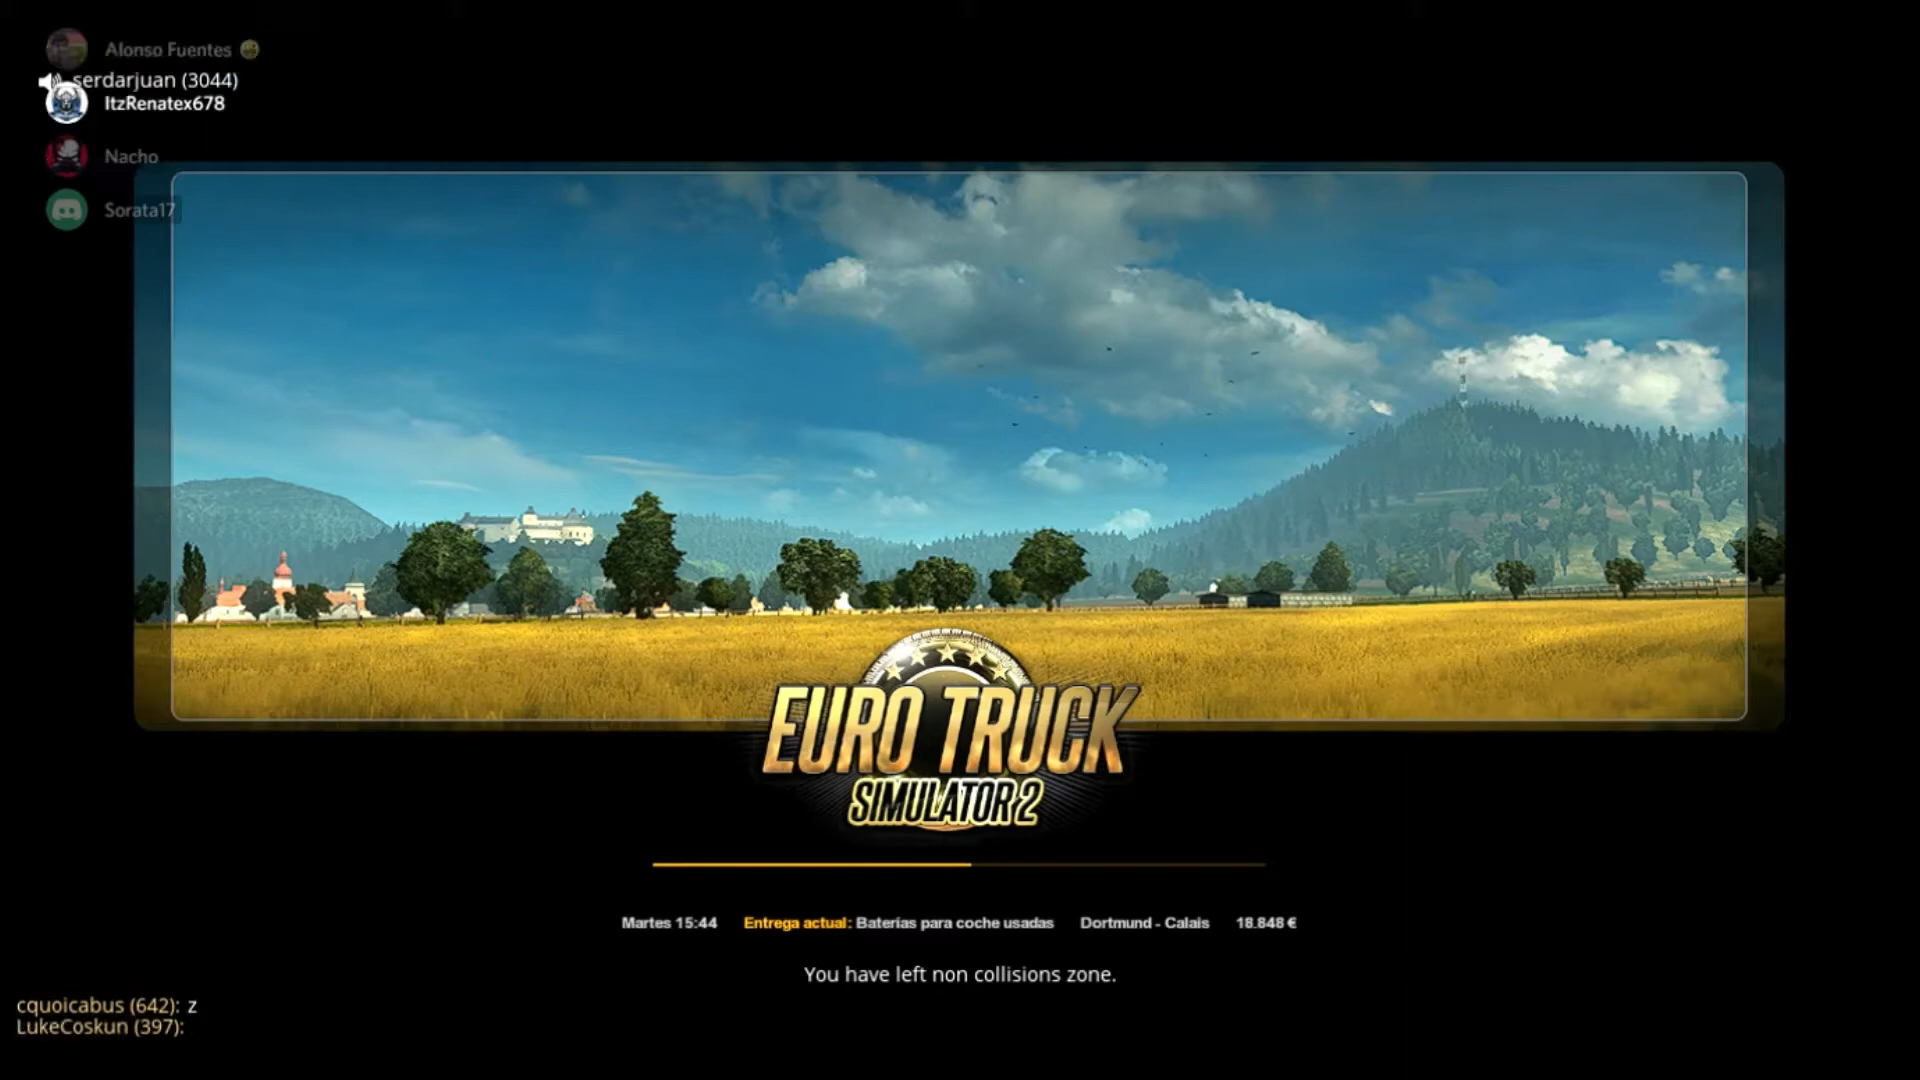 Alonso Fuentes
serdarjuan (3044)
ItzRenatex678
Nacho
Sorata17
EURO TRUCK
SIMULATOR 2
Martes 15:44 Entrega actual: Baterías para coche usadas Dortmund - Calais 18.848 €
You have left non collisions zone.
cquoicabus (642): z
LukeCoskun (397):